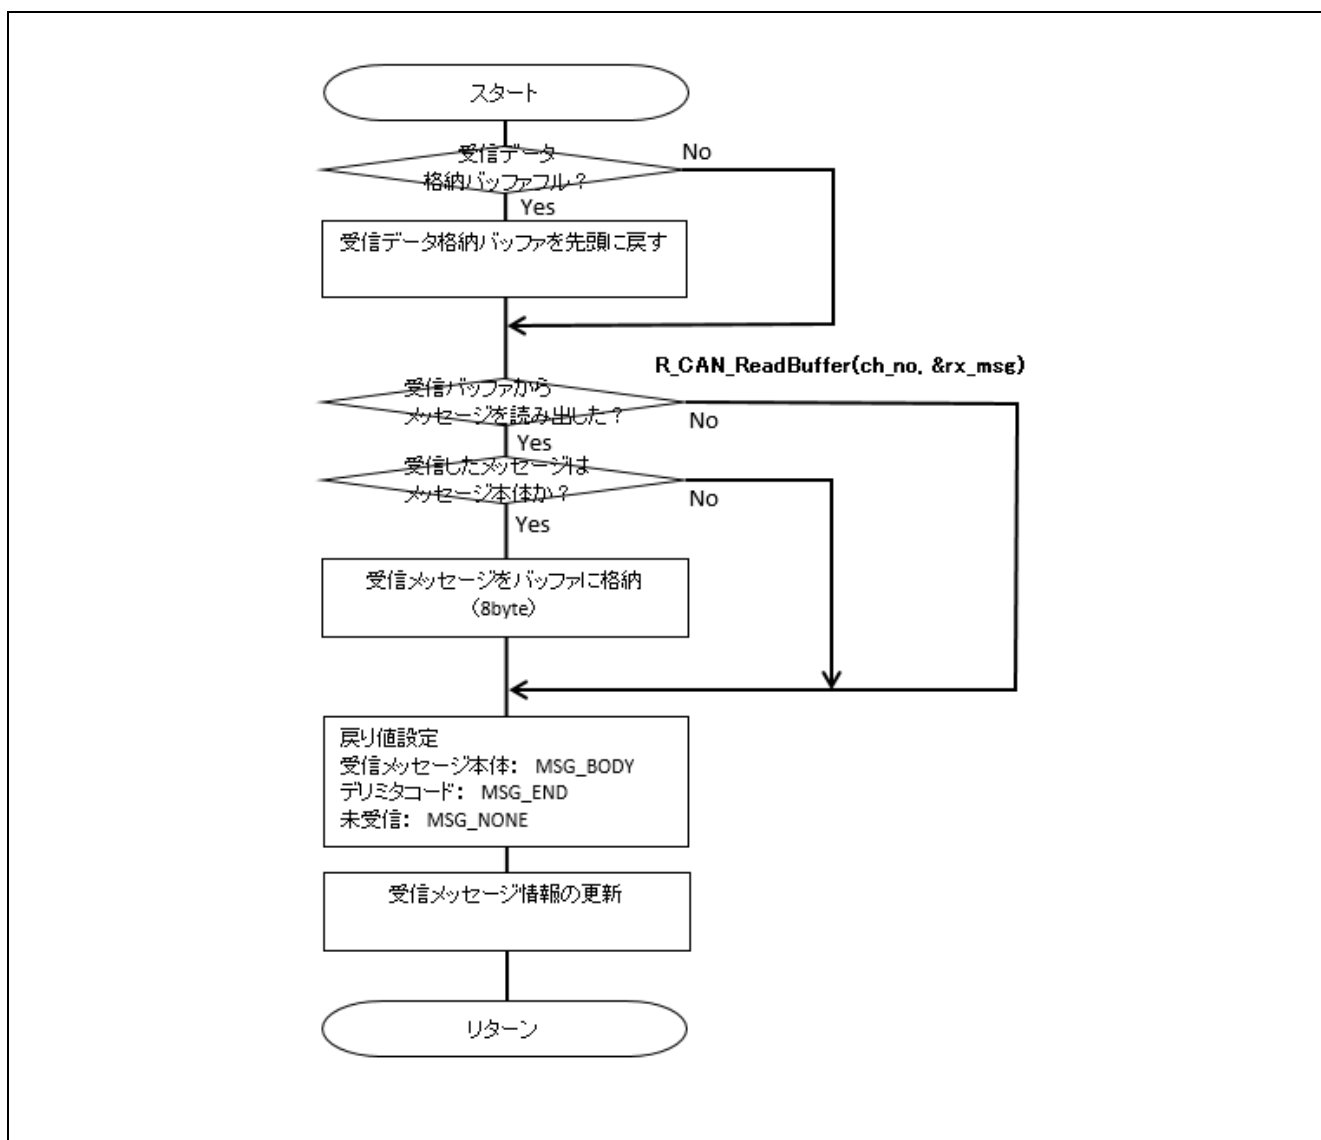 スタート
受信データ
格納バッファフル？
No
Yes
受信データ格納バッファを先頭に戻す
R_CAN_ReadBuffer(ch_no, &rx_msg)
受信バッファから
メッセージを読み出した？
No
Yes
受信したメッセージは
メッセージ本体か？
No
Yes
受信メッセージをバッファに格納
（8byte）
戻り値設定
受信メッセージ本体： MSG_BODY
デリミタコード： MSG_END
未受信： MSG_NONE
受信メッセージ情報の更新
リターン